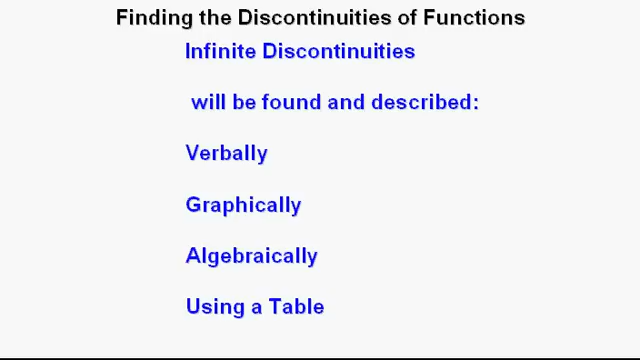 Finding the Discontinuities of Functions
Infinite Discontinuities
will be found and described:
Verbally
Graphically
Algebraically
Using a Table